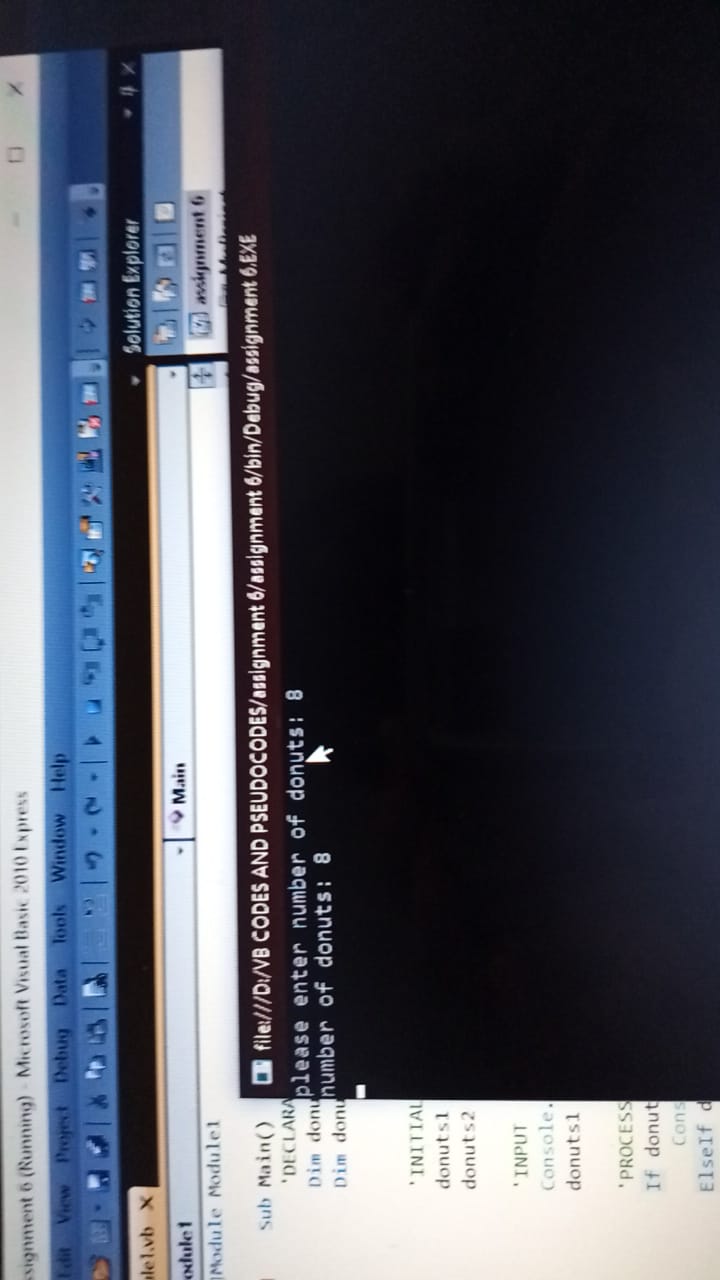 ssignment 6 (Running) - Microsoft Visual Basic 2010 Express
Edit View Project Debug Data Tools Window Help
Solution Explorer
ule1.vb X
odule1
Main
assignment 6
Module Module1
file:///D:/VB CODES AND PSEUDOCODES/assignment 6/assignment 6/bin/Debug/assignment 6.EXE
Sub Main()
please enter number of donuts: 8
number of donuts: 8
'DECLARA
Dim donu
Dim donu
'INITIAL
donuts1
donuts2
'INPUT
Console.
donuts1
'PROCESS
If donut
Cons
ElseIf d